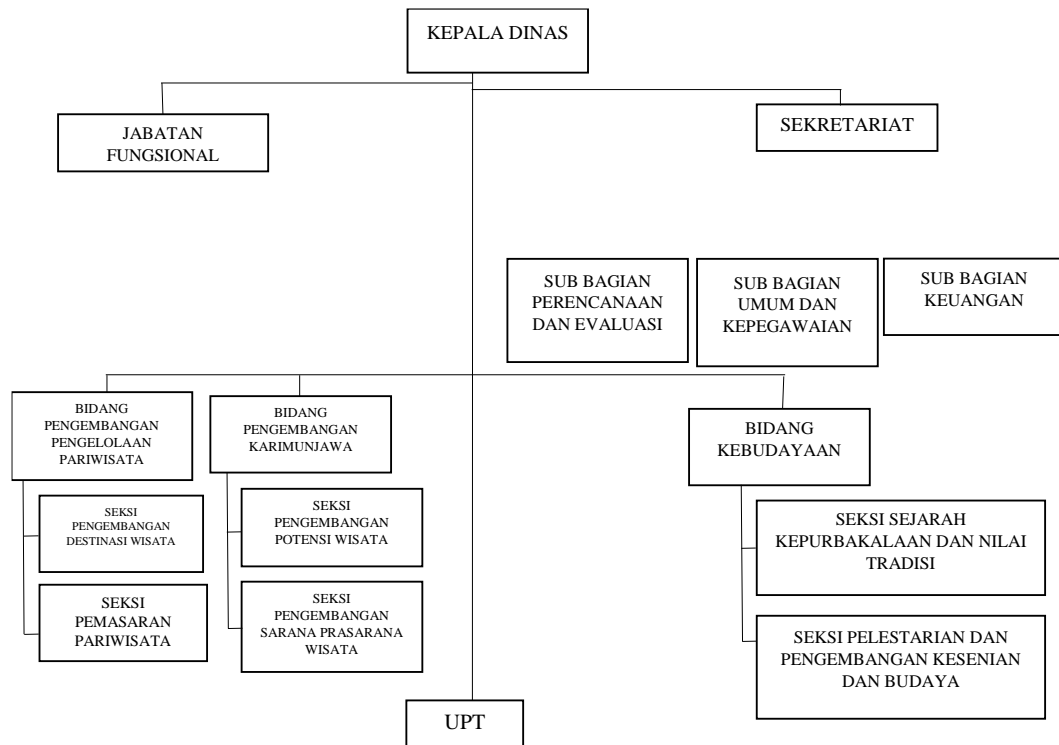 KEPALA DINAS
JABATAN
FUNGSIONAL
SEKRETARIAT
SUB BAGIAN
PERENCANAAN
DAN EVALUASI
SUB BAGIAN
UMUM DAN
KEPEGAWAIAN
SUB BAGIAN
KEUANGAN
BIDANG
PENGEMBANGAN
PENGELOLAAN
PARIWISATA
BIDANG
PENGEMBANGAN
KARIMUNJAWA
BIDANG
KEBUDAYAAN
SEKSI
PENGEMBANGAN
DESTINASI WISATA
SEKSI
PEMASARAN
PARIWISATA
SEKSI
PENGEMBANGAN
POTENSI WISATA
SEKSI
PENGEMBANGAN
SARANA PRASARANA
WISATA
SEKSI SEJARAH
KEPURBAKALAAN DAN NILAI
TRADISI
SEKSI PELESTARIAN DAN
PENGEMBANGAN KESENIAN
DAN BUDAYA
UPT